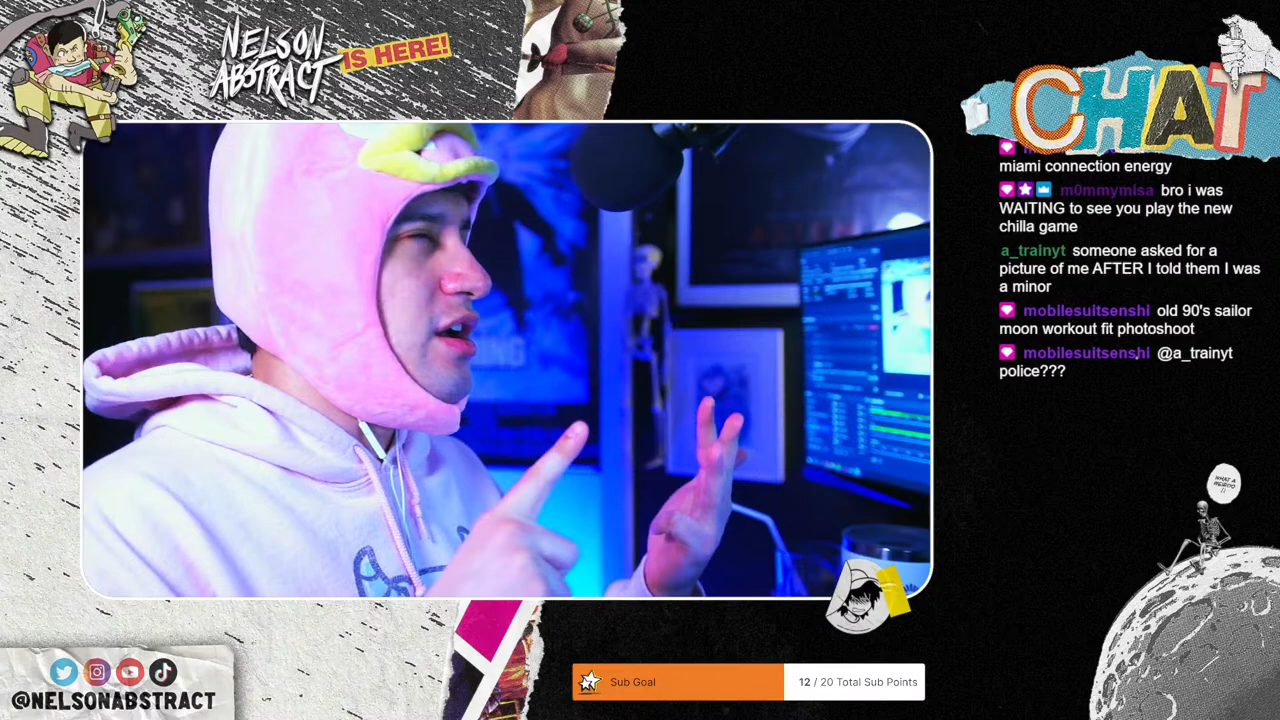 NELSON
ABSTRACT
IS HERE!
CHAT
miami connection energy
m0mmymisa bro i was
WAITING to see you play the new
chilla game
a_trainyt someone asked for a
picture of me AFTER I told them I was
a minor
mobilesuitsenshi old 90's sailor
moon workout fit photoshoot
mobilesuitsenshi @a_trainyt
police???
WHAT A
WEIRDO
!!
Sub Goal
12 / 20 Total Sub Points
@NELSONABSTRACT